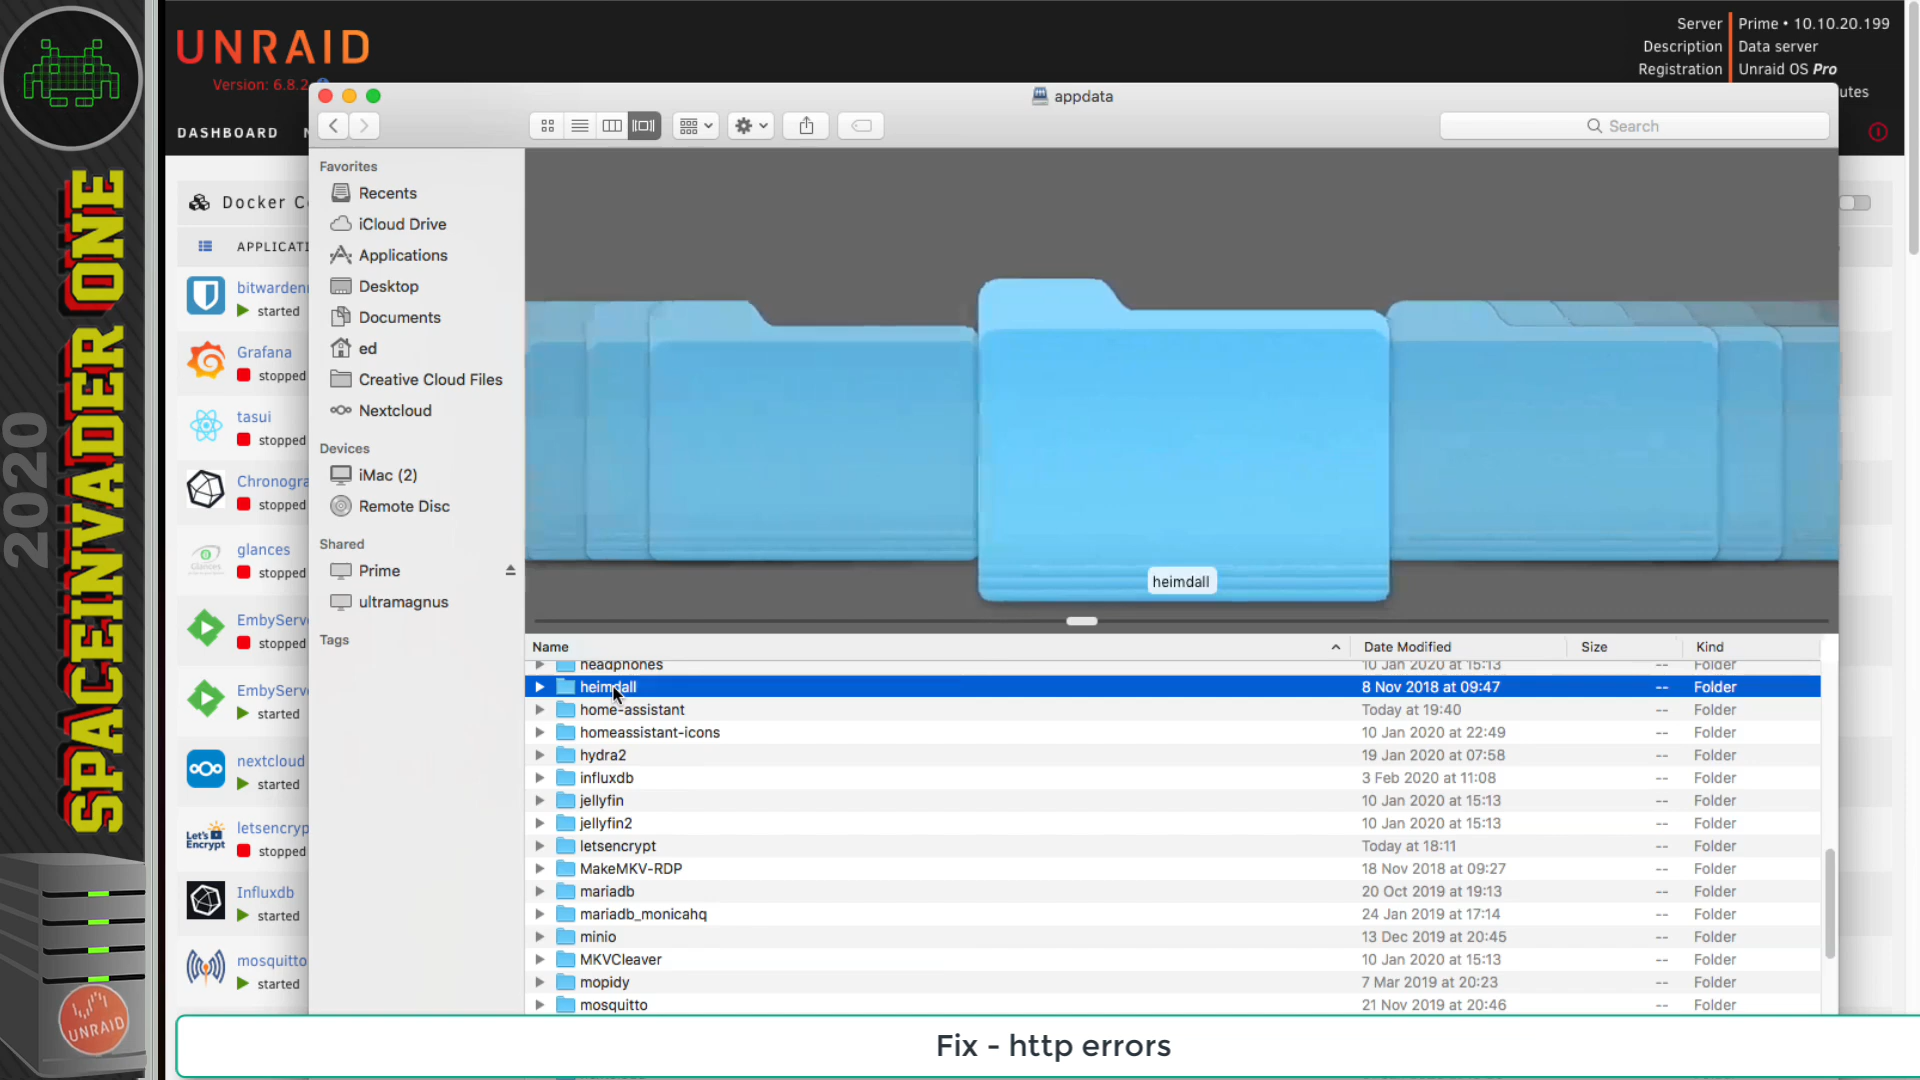 2020
SPACEINVADER ONE
UNRAID
UNRAID
Version: 6.8.2
Server
Description
Registration
Prime • 10.10.20.199
Data server
Unraid OS Pro
utes
DASHBOARD
Docker C
APPLICATI
bitwarden
started
Grafana
stopped
tasui
stopped
Chronogra
stopped
glances
stopped
EmbyServ
stopped
EmbyServ
started
nextcloud
started
Let's Encrypt
letsencryp
stopped
Influxdb
started
mosquitto
started
appdata
Search
Favorites
Recents
iCloud Drive
Applications
Desktop
Documents
ed
Creative Cloud Files
Nextcloud
Devices
iMac (2)
Remote Disc
Shared
Prime
ultramagnus
Tags
heimdall
Name Date Modified Size Kind
headphones 10 Jan 2020 at 15:13 -- Folder
heimdall 8 Nov 2018 at 09:47 -- Folder
home-assistant Today at 19:40 -- Folder
homeassistant-icons 10 Jan 2020 at 22:49 -- Folder
hydra2 19 Jan 2020 at 07:58 -- Folder
influxdb 3 Feb 2020 at 11:08 -- Folder
jellyfin 10 Jan 2020 at 15:13 -- Folder
jellyfin2 10 Jan 2020 at 15:13 -- Folder
letsencrypt Today at 18:11 -- Folder
MakeMKV-RDP 18 Nov 2018 at 09:27 -- Folder
mariadb 20 Oct 2019 at 19:13 -- Folder
mariadb_monicahq 24 Jan 2019 at 17:14 -- Folder
minio 13 Dec 2019 at 20:45 -- Folder
MKVCleaver 10 Jan 2020 at 15:13 -- Folder
mopidy 7 Mar 2019 at 20:23 -- Folder
mosquitto 21 Nov 2019 at 20:46 -- Folder
Fix - http errors